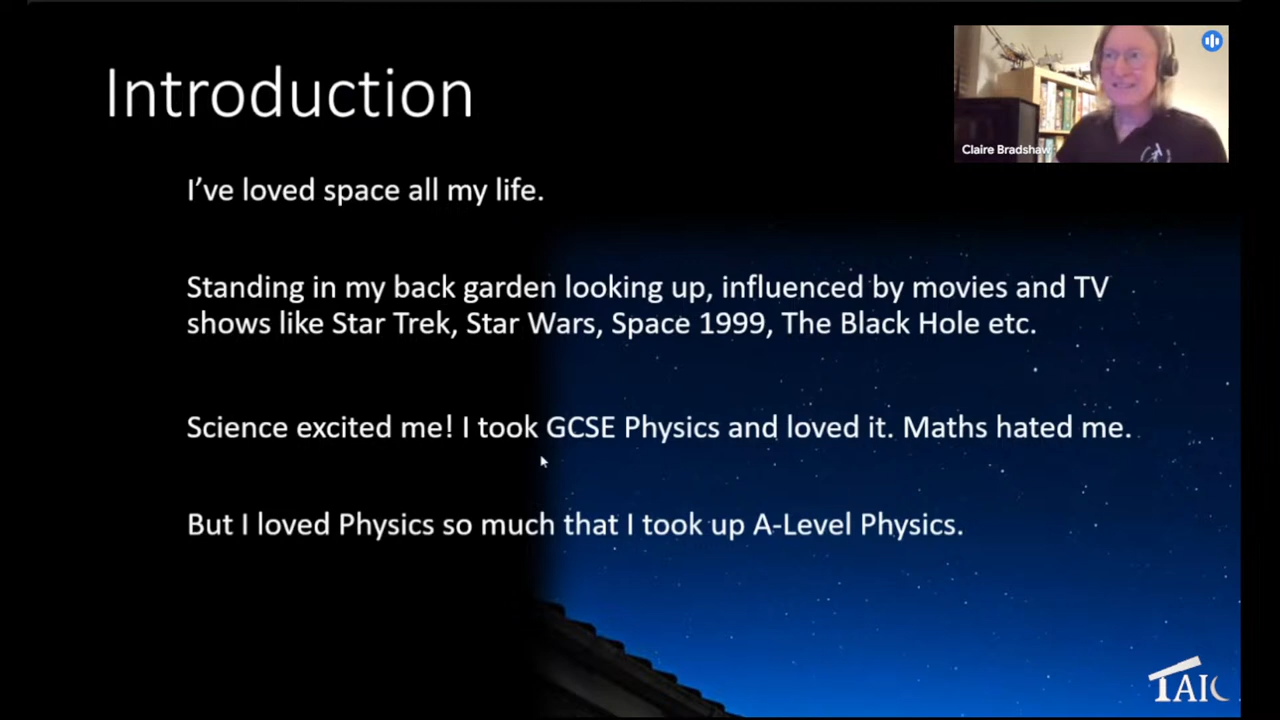 Introduction
Claire Bradshaw
I’ve loved space all my life.
Standing in my back garden looking up, influenced by movies and TV
shows like Star Trek, Star Wars, Space 1999, The Black Hole etc.
Science excited me! I took GCSE Physics and loved it. Maths hated me.
But I loved Physics so much that I took up A-Level Physics.
TAIC